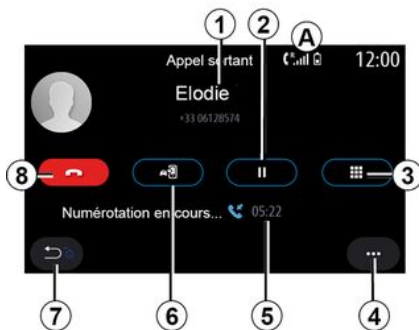 1
2
A
Appel sortant
R
12:00
Elodie
+33 06128574
8
3
Numérotation en cours... 05:22
7
6
5
4